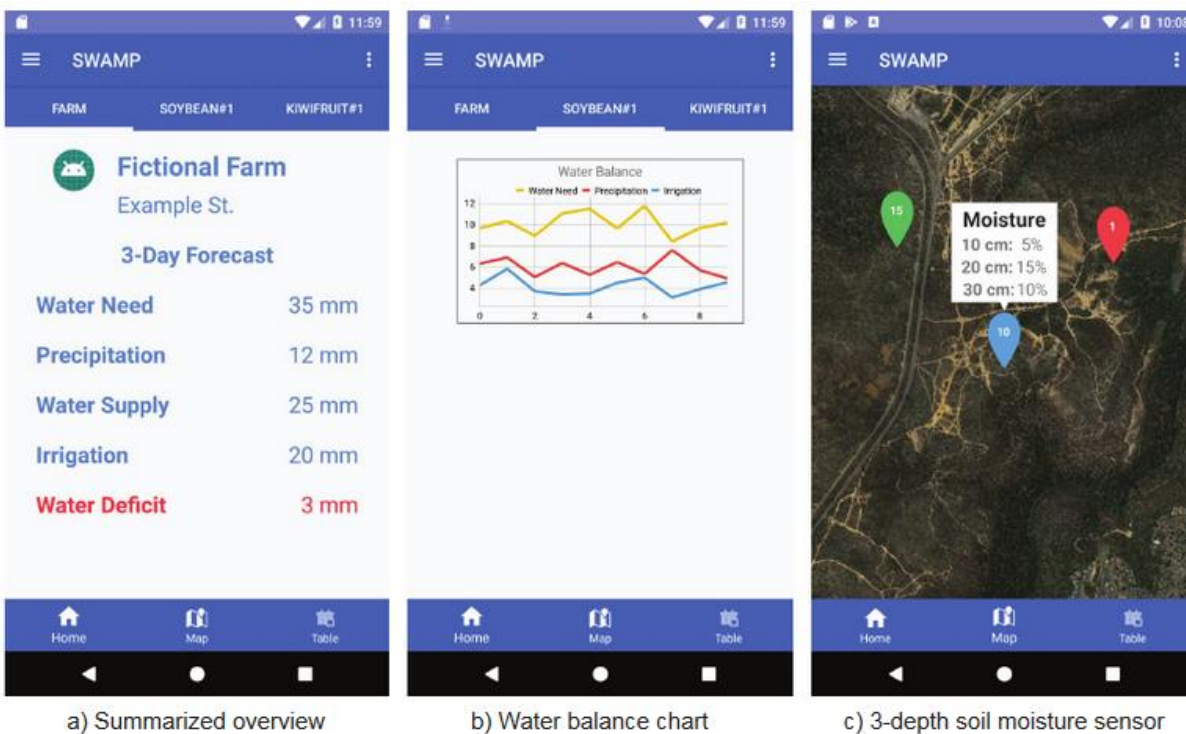 11:59
SWAMP
FARM SOYBEAN#1 KIWIFRUIT#1
Fictional Farm
Example St.
3-Day Forecast
Water Need 35 mm
Precipitation 12 mm
Water Supply 25 mm
Irrigation 20 mm
Water Deficit 3 mm
Home Map Table
a) Summarized overview
11:59
SWAMP
FARM SOYBEAN#1 KIWIFRUIT#1
Water Balance
Water Need Precipitation Irrigation
12
10
8
6
4
0 2 4 6 8
Home Map Table
b) Water balance chart
10:08
SWAMP
15
Moisture
10 cm: 5%
20 cm: 15%
30 cm: 10%
1
10
Home Map Table
c) 3-depth soil moisture sensor